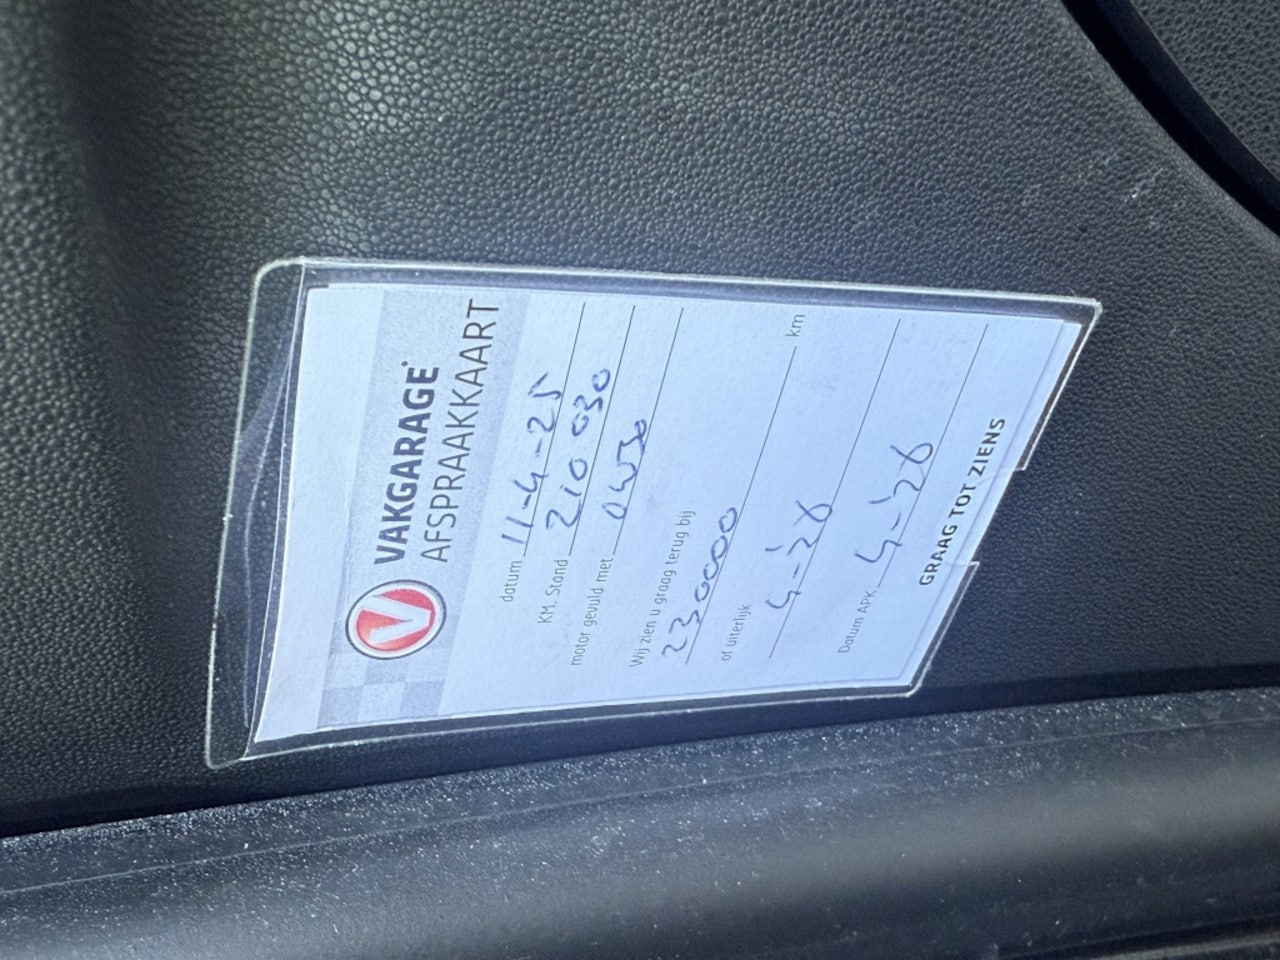 VAKGARAGE
AFSPRAAKKAART
datum 11-4-25
KM. Stand 210 030
motor gevuld met 0W30
Wij zien u graag terug bij
230000 km
of uiterlijk
4-'26
Datum APK 4-'26
GRAAG TOT ZIENS